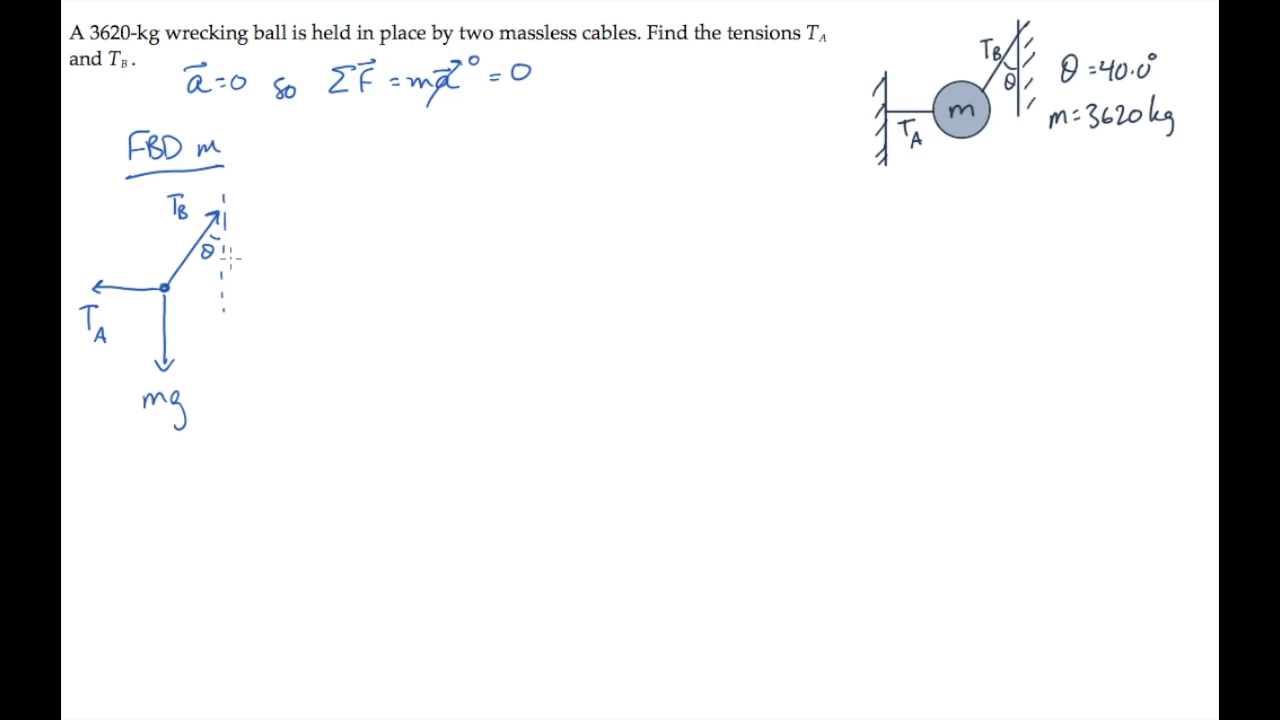 A 3620-kg wrecking ball is held in place by two massless cables. Find the tensions T_A
and T_B.
a⃗ = 0 so ΣF⃗ = ma⃗ ⁰ = 0
T_B
θ
m
T_A
θ = 40.0°
m = 3620 kg
FBD m
T_B
θ
T_A
mg